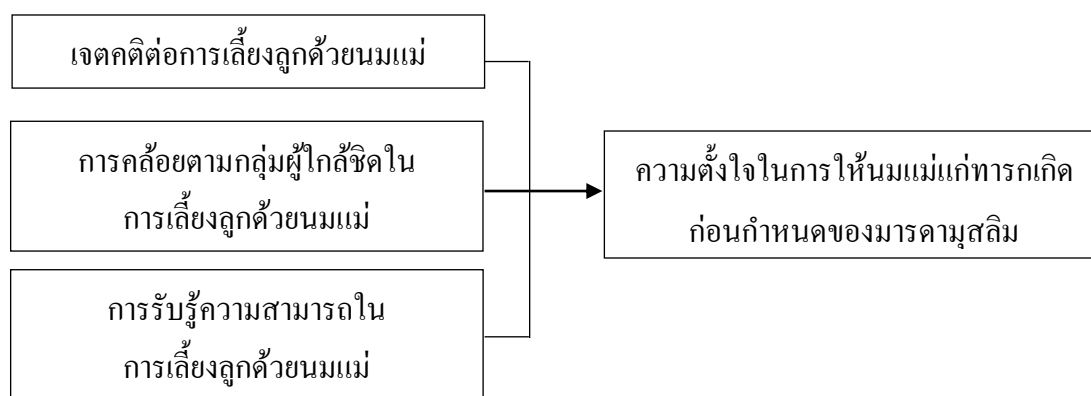 เจตคติต่อการเลี้ยงลูกด้วยนมแม่
การคล้อยตามกลุ่มผู้ใกล้ชิดใน
การเลี้ยงลูกด้วยนมแม่
การรับรู้ความสามารถใน
การเลี้ยงลูกด้วยนมแม่
ความตั้งใจในการให้นมแม่แก่ทารกเกิด
ก่อนกำหนดของมารดามุสลิม